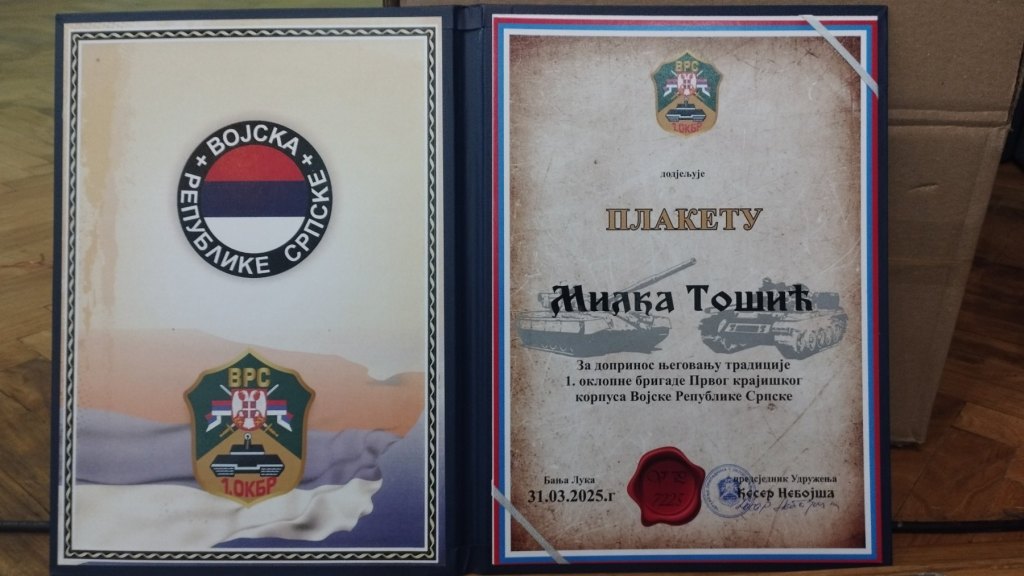 ВОЈСКА
РЕПУБЛИКЕ СРПСКЕ
ВРС
1.ОКБР
ВРС
1.ОКБР
додјељује
ПЛАКЕТУ
Милка Тошић
За допринос његовању традиције
1. оклопне бригаде Првог крајишког
корпуса Војске Републике Српске
Бања Лука
31.03.2025.г
предсједник Удружења
Кесер Небојша